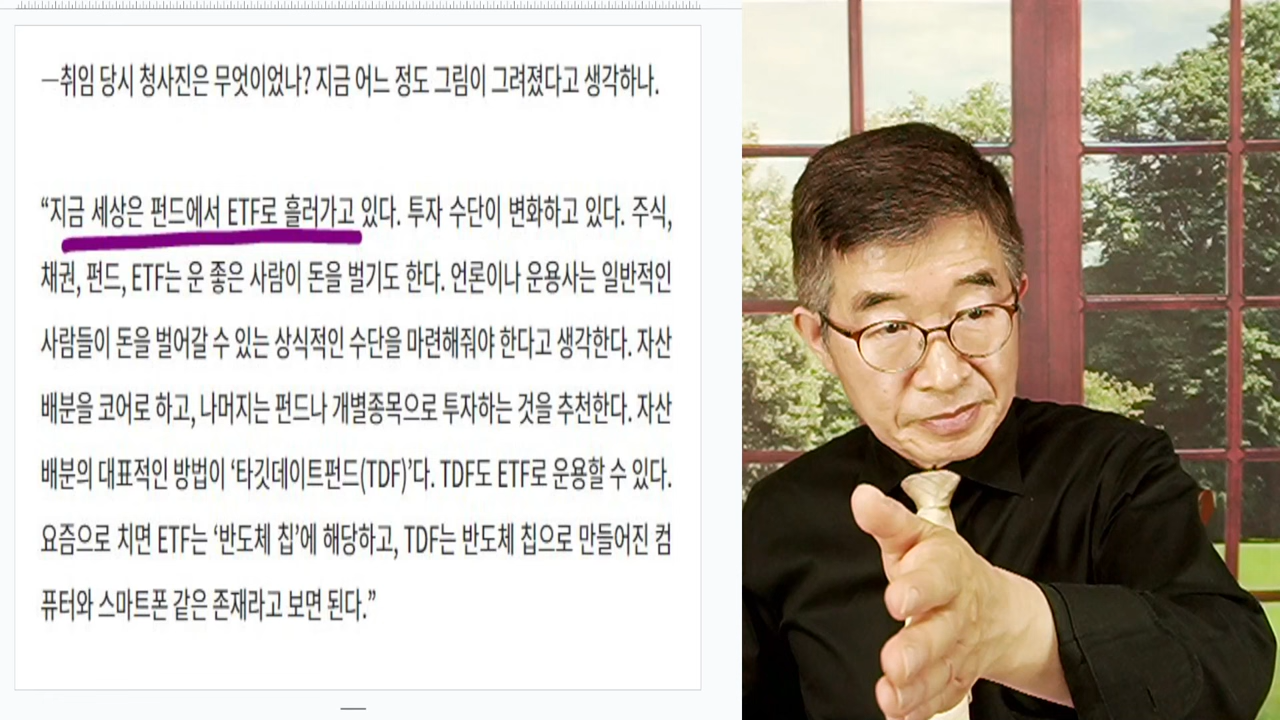 —취임 당시 청사진은 무엇이었나? 지금 어느 정도 그림이 그려졌다고 생각하나.
“지금 세상은 펀드에서 ETF로 흘러가고 있다. 투자 수단이 변화하고 있다. 주식,
채권, 펀드, ETF는 운 좋은 사람이 돈을 벌기도 한다. 언론이나 운용사는 일반적인
사람들이 돈을 벌어갈 수 있는 상식적인 수단을 마련해줘야 한다고 생각한다. 자산
배분을 코어로 하고, 나머지는 펀드나 개별종목으로 투자하는 것을 추천한다. 자산
배분의 대표적인 방법이 ‘타깃데이트펀드(TDF)’다. TDF도 ETF로 운용할 수 있다.
요즘으로 치면 ETF는 ‘반도체 칩’에 해당하고, TDF는 반도체 칩으로 만들어진 컴
퓨터와 스마트폰 같은 존재라고 보면 된다.”